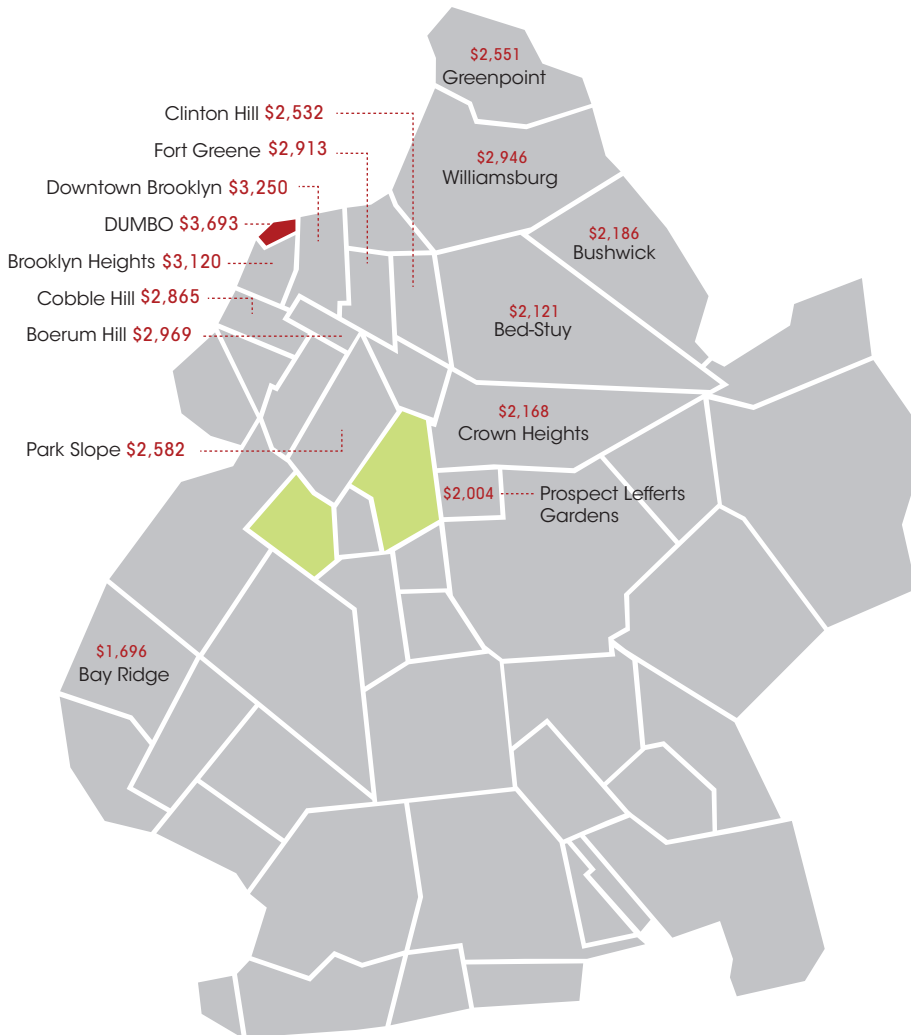 $2,551
Greenpoint
Clinton Hill $2,532
Fort Greene $2,913
$2,946
Williamsburg
Downtown Brooklyn $3,250
DUMBO $3,693
$2,186
Bushwick
Brooklyn Heights $3,120
Cobble Hill $2,865
$2,121
Bed-Stuy
Boerum Hill $2,969
$2,168
Crown Heights
Park Slope $2,582
$2,004 Prospect Lefferts
Gardens
$1,696
Bay Ridge